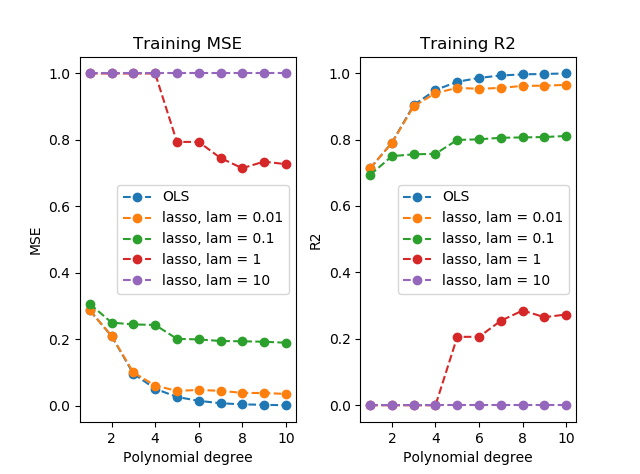 Training MSE
1.0
0.8
0.6
0.4
0.2
0.0
MSE
OLS
lasso, lam = 0.01
lasso, lam = 0.1
lasso, lam = 1
lasso, lam = 10
2 4 6 8 10
Polynomial degree
Training R2
1.0
0.8
0.6
0.4
0.2
0.0
R2
OLS
lasso, lam = 0.01
lasso, lam = 0.1
lasso, lam = 1
lasso, lam = 10
2 4 6 8 10
Polynomial degree